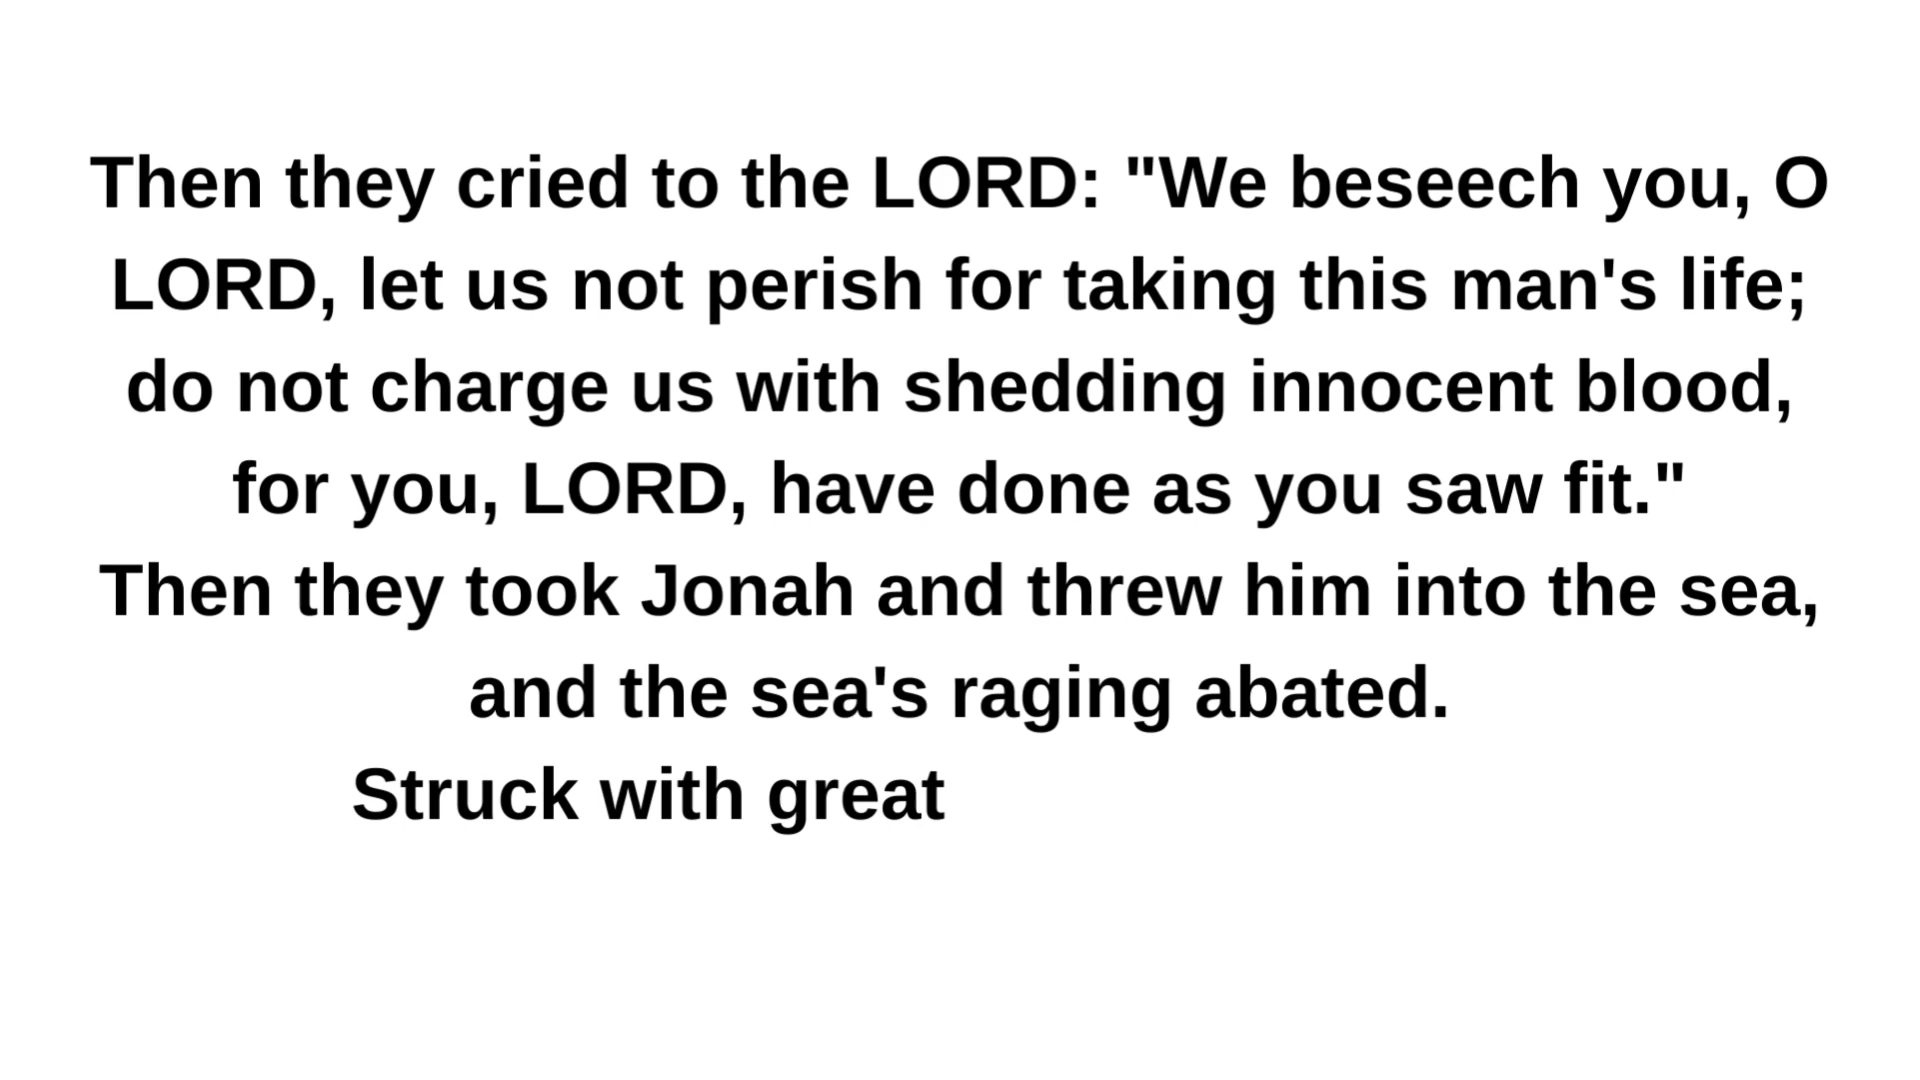 Then they cried to the LORD: "We beseech you, O
LORD, let us not perish for taking this man's life;
do not charge us with shedding innocent blood,
for you, LORD, have done as you saw fit."
Then they took Jonah and threw him into the sea,
and the sea's raging abated.
Struck with great